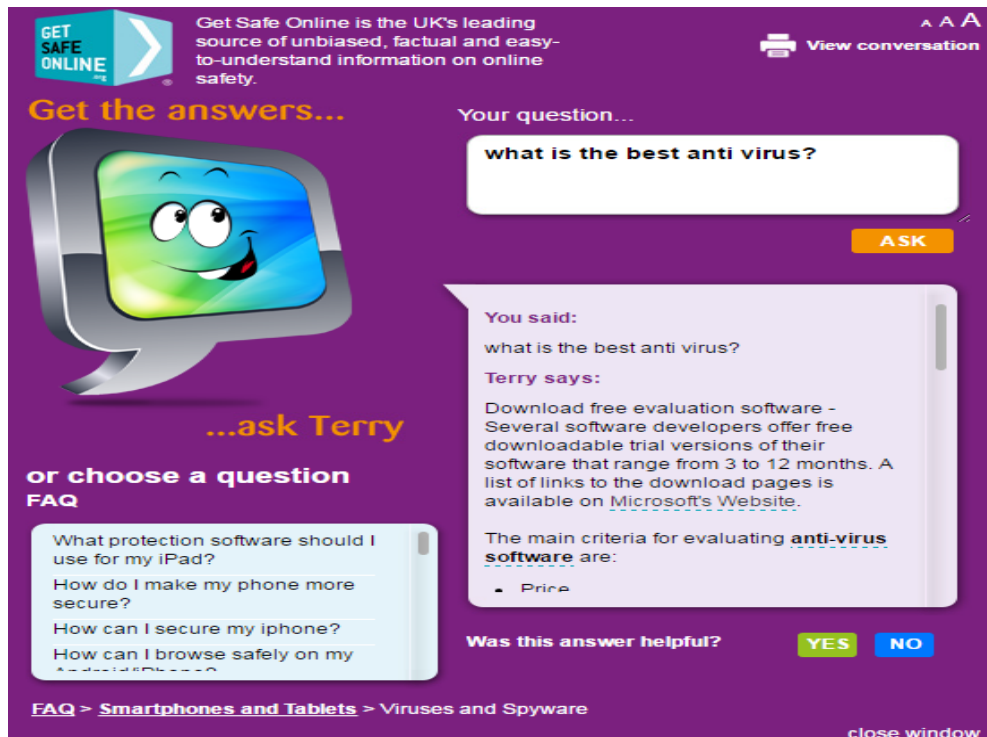 GET
SAFE
ONLINE
.org
®
Get Safe Online is the UK's leading
source of unbiased, factual and easy-
to-understand information on online
safety.
A A A
View conversation
Get the answers...
...ask Terry
Your question...
what is the best anti virus?
ASK
You said:
what is the best anti virus?
Terry says:
Download free evaluation software -
Several software developers offer free
downloadable trial versions of their
software that range from 3 to 12 months. A
list of links to the download pages is
available on Microsoft's Website.
The main criteria for evaluating anti-virus
software are:
• Price
Was this answer helpful?
YES
NO
or choose a question
FAQ
What protection software should I
use for my iPad?
How do I make my phone more
secure?
How can I secure my iphone?
How can I browse safely on my
Android/iPhone?
FAQ > Smartphones and Tablets > Viruses and Spyware
close window